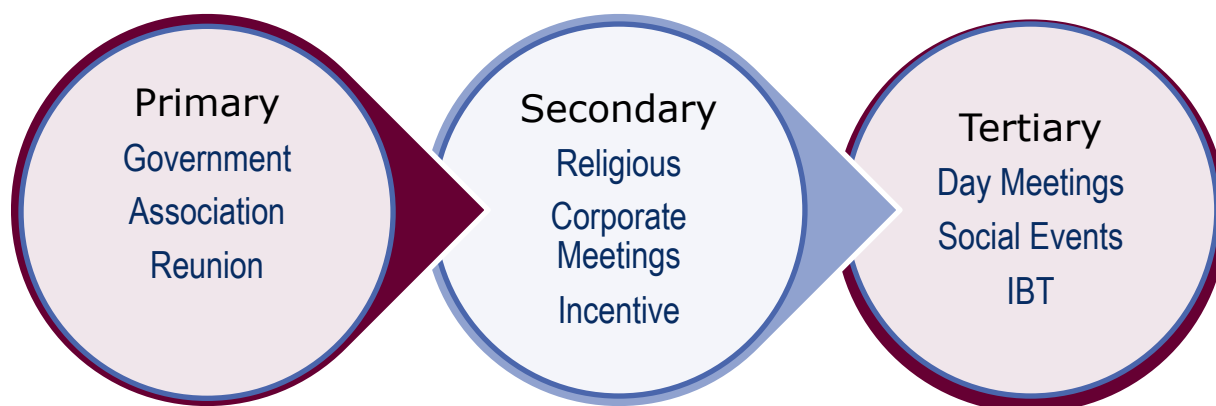 Primary
Government
Association
Reunion
Secondary
Religious
Corporate
Meetings
Incentive
Tertiary
Day Meetings
Social Events
IBT